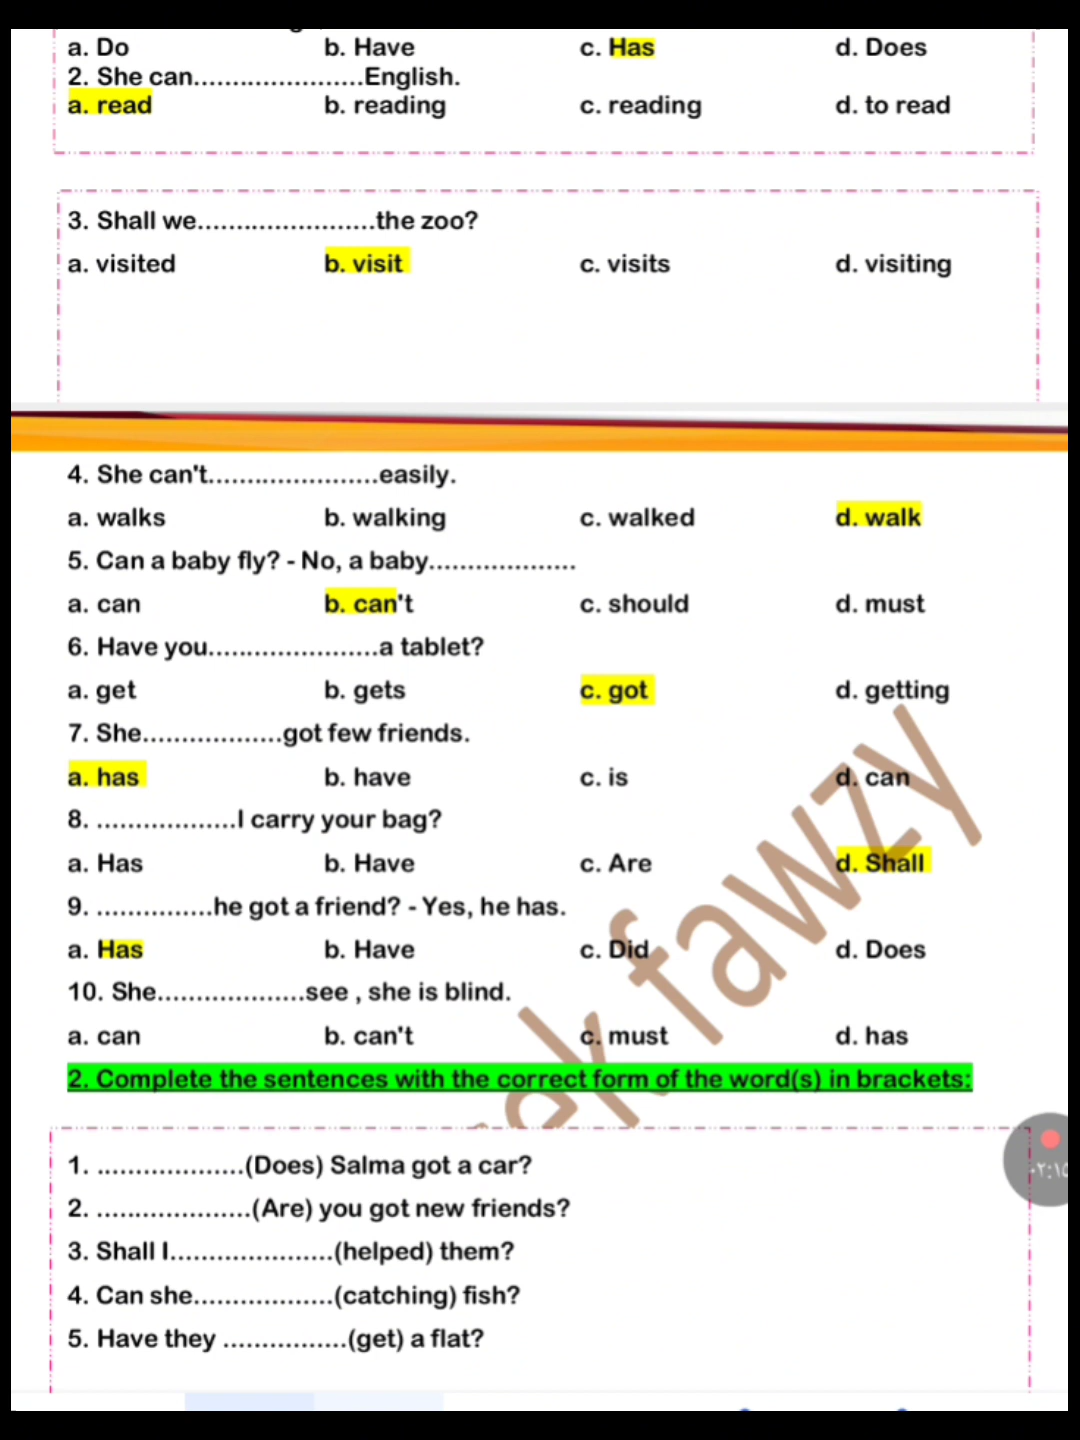 a. Do b. Have c. Has d. Does
2. She can.....................English.
a. read b. reading c. reading d. to read
3. Shall we.......................the zoo?
a. visited b. visit c. visits d. visiting
4. She can't......................easily.
a. walks b. walking c. walked d. walk
5. Can a baby fly? - No, a baby...................
a. can b. can't c. should d. must
6. Have you......................a tablet?
a. get b. gets c. got d. getting
7. She..................got few friends.
a. has b. have c. is d. can
8. ..................I carry your bag?
a. Has b. Have c. Are d. Shall
9. ...............he got a friend? - Yes, he has.
a. Has b. Have c. Did d. Does
10. She...................see , she is blind.
a. can b. can't c. must d. has
2. Complete the sentences with the correct form of the word(s) in brackets:
1. ...................(Does) Salma got a car?
2. ....................(Are) you got new friends?
3. Shall I.....................(helped) them?
4. Can she..................(catching) fish?
5. Have they ................(get) a flat?
fawzy